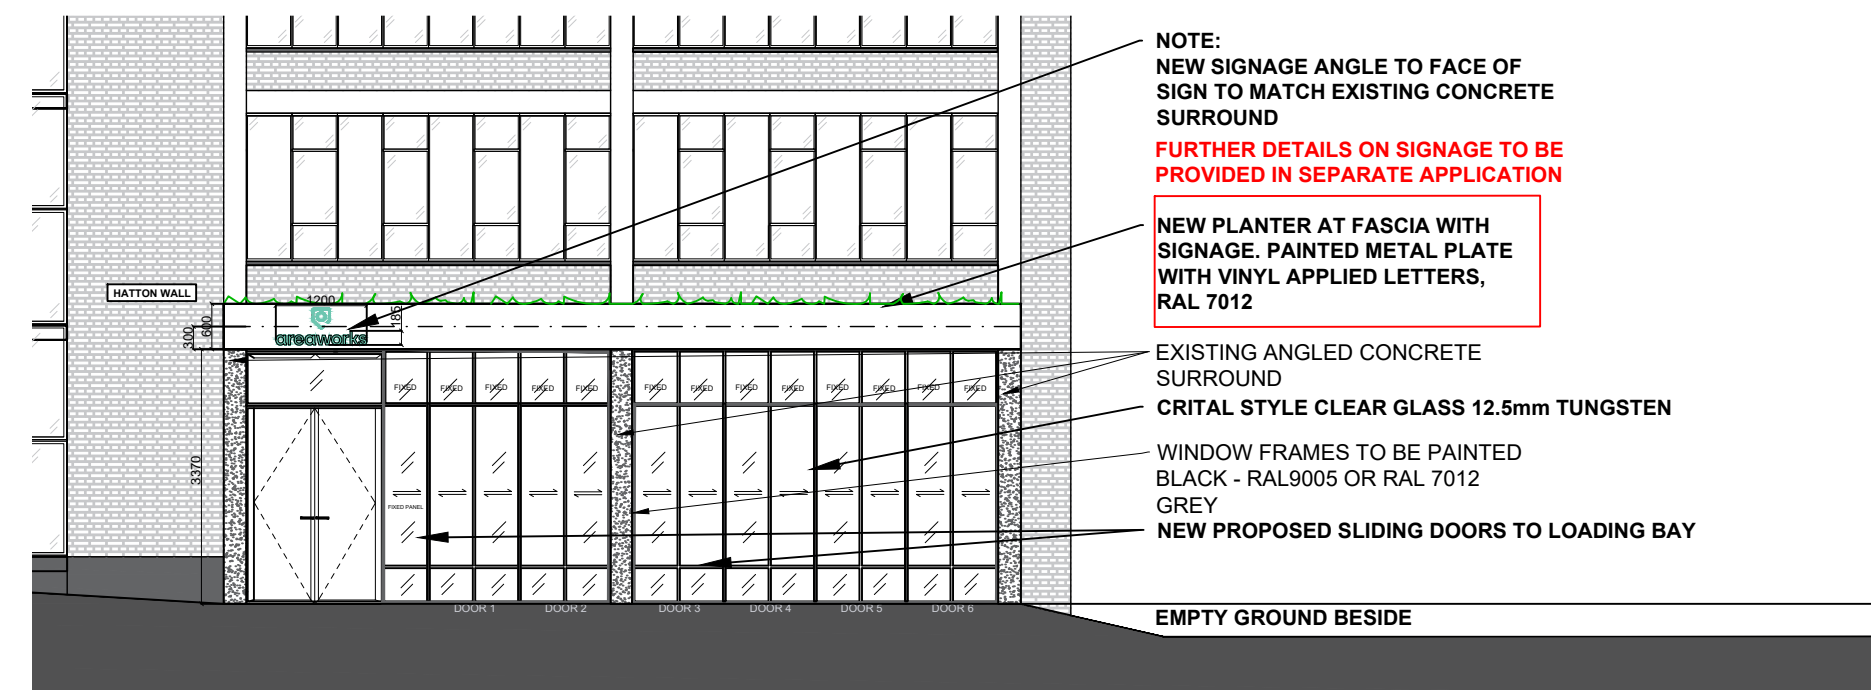 NOTE:
NEW SIGNAGE ANGLE TO FACE OF
SIGN TO MATCH EXISTING CONCRETE
SURROUND
FURTHER DETAILS ON SIGNAGE TO BE
PROVIDED IN SEPARATE APPLICATION
NEW PLANTER AT FASCIA WITH
SIGNAGE. PAINTED METAL PLATE
WITH VINYL APPLIED LETTERS,
RAL 7012
HATTON WALL
1200
185
600
300
areaworks
EXISTING ANGLED CONCRETE
SURROUND
FIXED FIXED FIXED FIXED FIXED FIXED FIXED FIXED FIXED FIXED FIXED FIXED FIXED
CRITAL STYLE CLEAR GLASS 12.5mm TUNGSTEN
WINDOW FRAMES TO BE PAINTED
BLACK - RAL9005 OR RAL 7012
GREY
3370
FIXED PANEL
NEW PROPOSED SLIDING DOORS TO LOADING BAY
DOOR 1 DOOR 2 DOOR 3 DOOR 4 DOOR 5 DOOR 6
EMPTY GROUND BESIDE